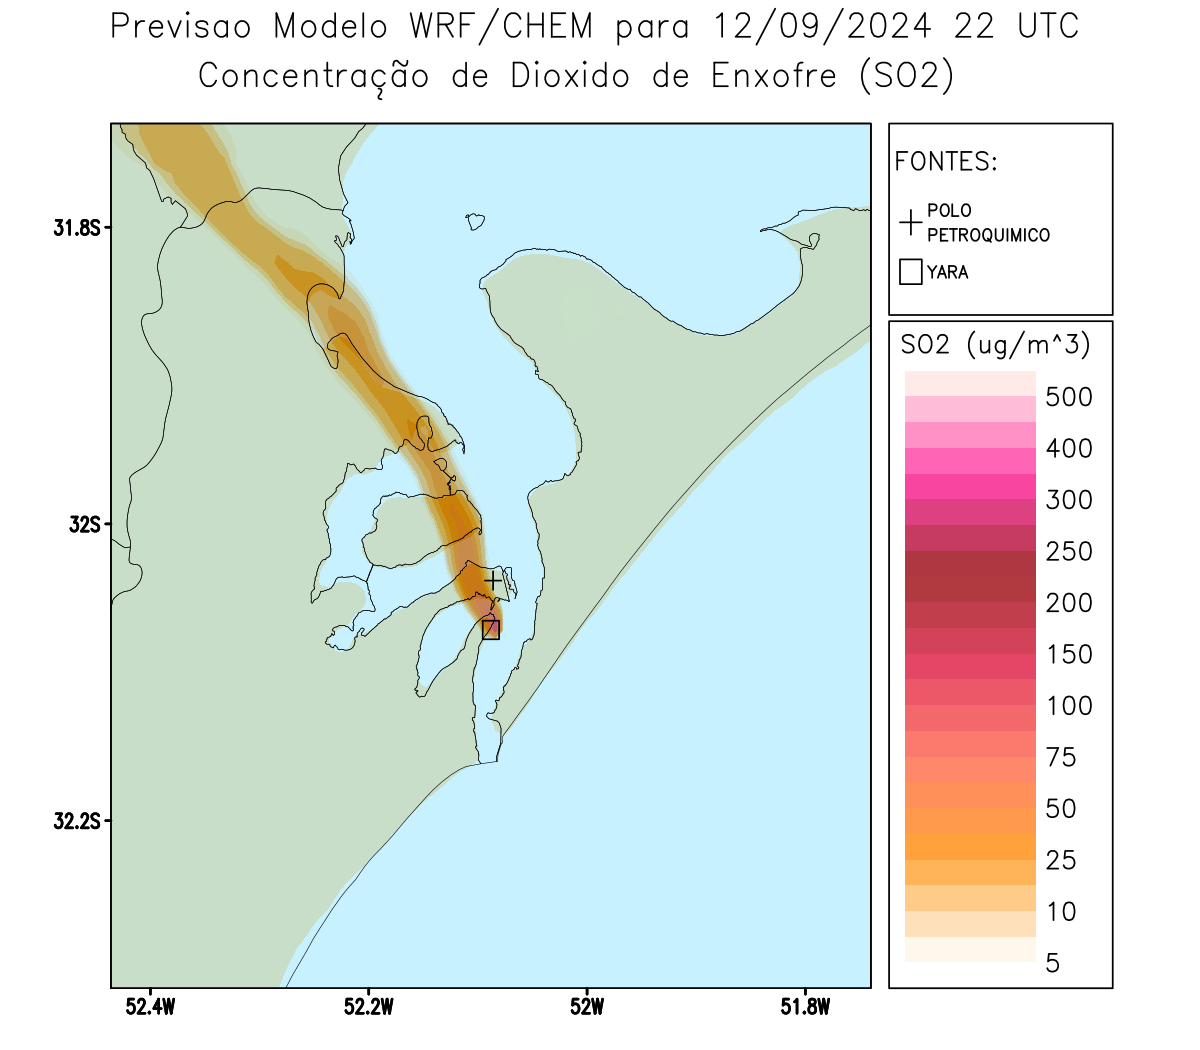 Previsao Modelo WRF/CHEM para 12/09/2024 22 UTC
Concentração de Dioxido de Enxofre (SO2)
FONTES:
POLO
PETROQUIMICO
YARA
31.8S
32S
32.2S
52.4W
52.2W
52W
51.8W
SO2 (ug/m^3)
500
400
300
250
200
150
100
75
50
25
10
5